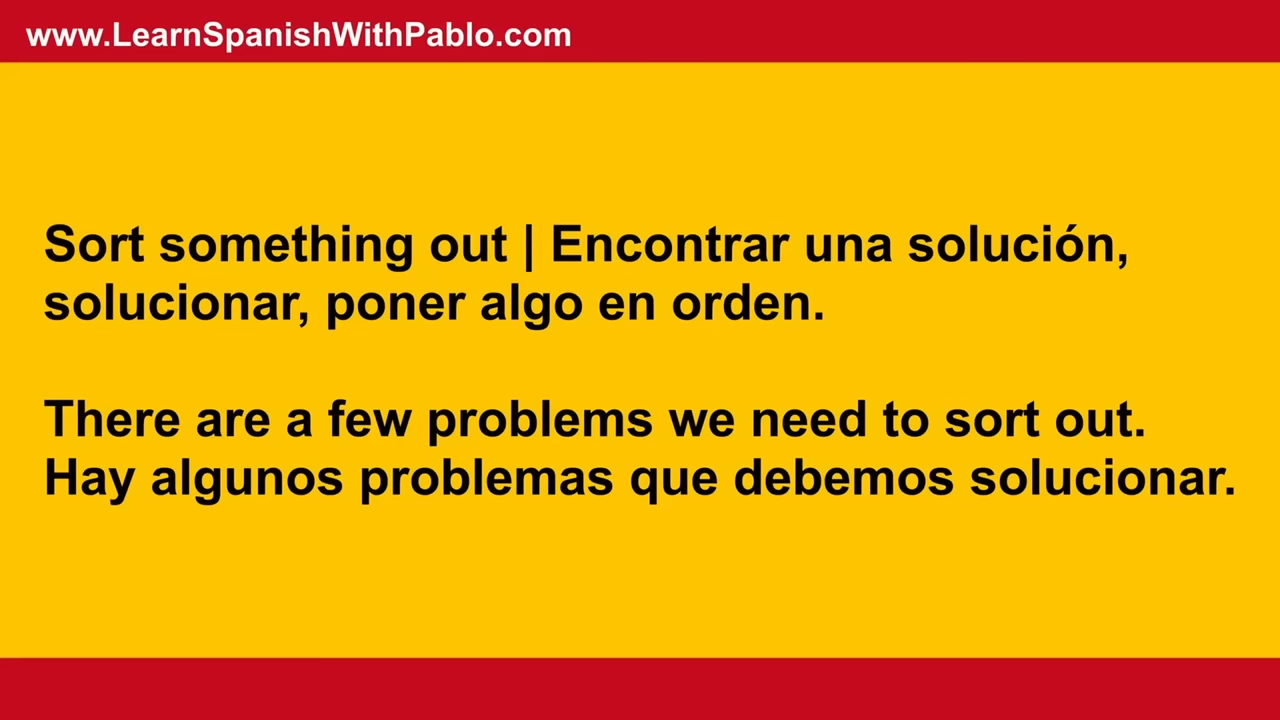 www.LearnSpanishWithPablo.com
Sort something out | Encontrar una solución,
solucionar, poner algo en orden.
There are a few problems we need to sort out.
Hay algunos problemas que debemos solucionar.